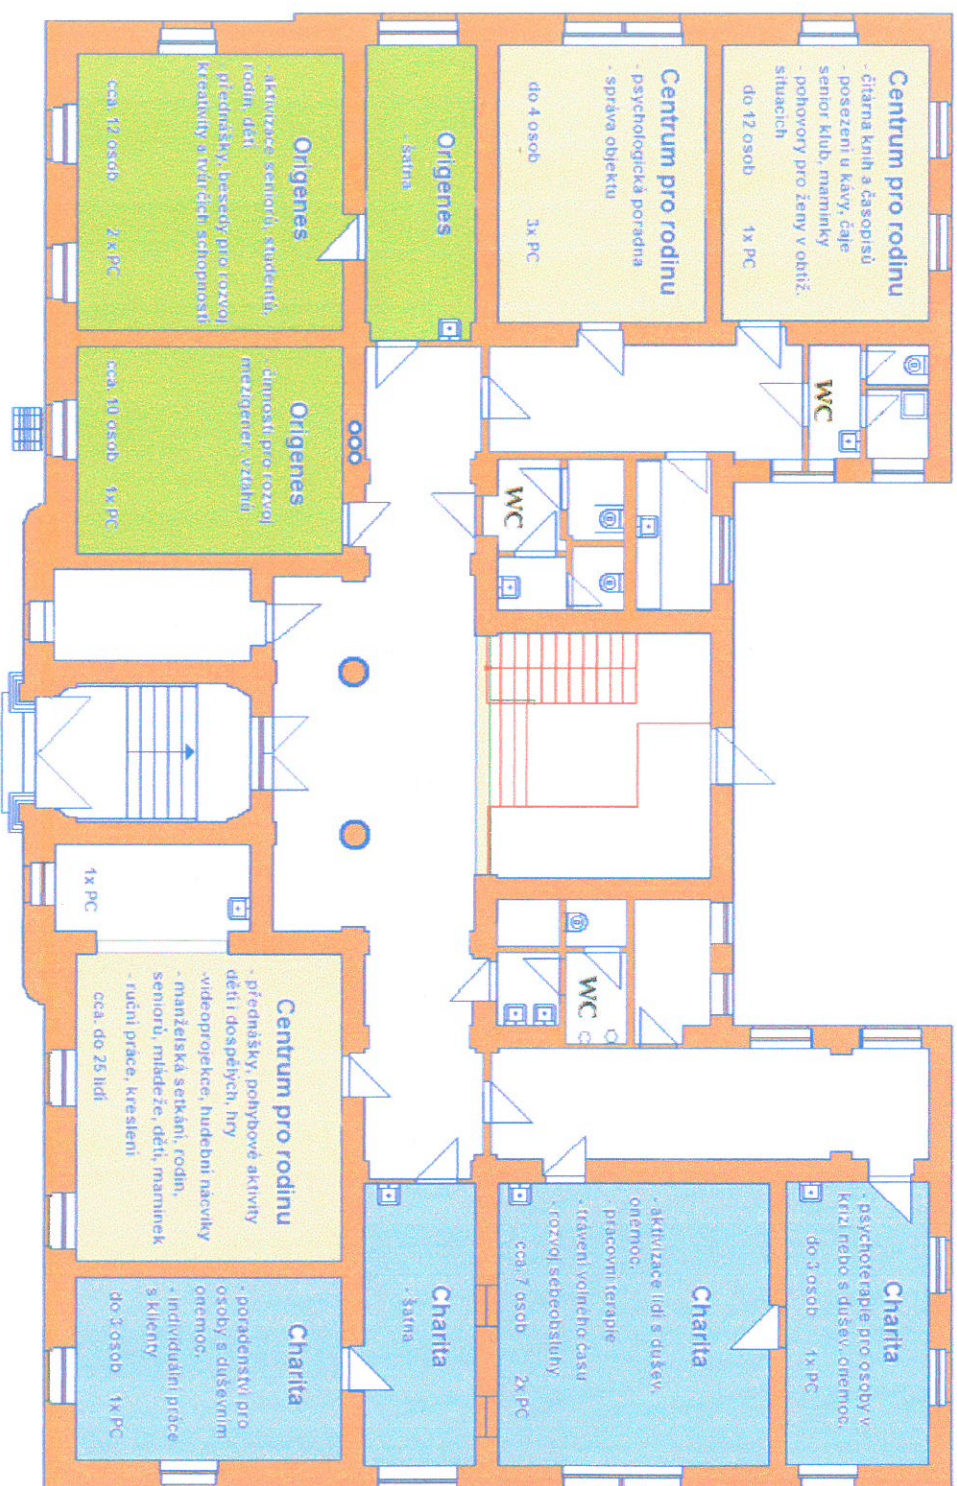 Centrum pro rodinu
- čítárna knih a časopisů
- posezení u kávy, čaje
senior klub, maminky
- pohovory pro ženy v obtíž.
situacích
do 12 osob 1x PC
Centrum pro rodinu
- psychologická poradna
- správa objektu
do 4 osob 3x PC
Origenes
- šatna
Origenes
- aktivizace seniorů, studentů,
rodin, dětí
- přednášky, besedy pro rozvoj
kreativity a tvůrčích schopností
cca. 12 osob 2x PC
WC
WC
Origenes
- činnosti pro rozvoj
mezigener. vztahů
cca. 10 osob 1x PC
1x PC
WC
Centrum pro rodinu
- přednášky, pohybové aktivity
dětí i dospělých, hry
-videoprojekce, hudební nácviky
- manželská setkání, rodin,
seniorů, mládeže, dětí, maminek
- ruční práce, kreslení
cca. do 25 lidí
Charita
- psychoterapie pro osoby v
krizi nebo s dušev. onemoc.
do 3 osob 1x PC
Charita
- aktivizace lidí s dušev.
onemoc.
- pracovní terapie
- trávení volného času
- rozvoj sebeobsluhy
cca. 7 osob 2x PC
Charita
- šatna
Charita
- poradenství pro
osoby s duševním
onemoc.
- individuální práce
s klienty
do 3 osob 1x PC